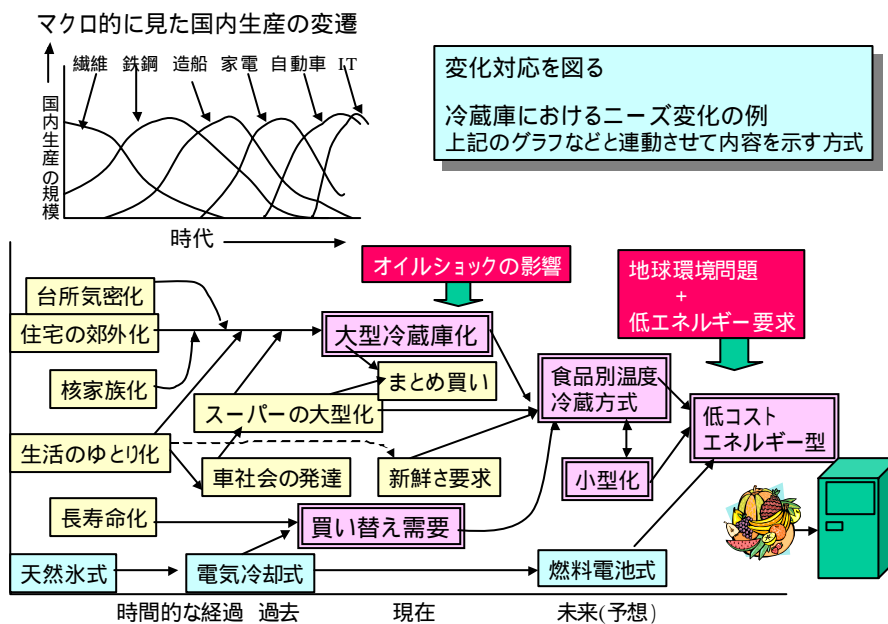 マクロ的に見た国内生産の変遷
繊維 鉄鋼 造船 家電 自動車 IT
国内生産の規模
時代
変化対応を図る
冷蔵庫におけるニーズ変化の例
上記のグラフなどと連動させて内容を示す方式
オイルショックの影響
地球環境問題
+
低エネルギー要求
台所気密化
住宅の郊外化
大型冷蔵庫化
核家族化
まとめ買い
食品別温度
冷蔵方式
スーパーの大型化
低コスト
エネルギー型
生活のゆとり化
車社会の発達
新鮮さ要求
小型化
長寿命化
買い替え需要
天然氷式
電気冷却式
燃料電池式
時間的な経過 過去 現在 未来(予想)